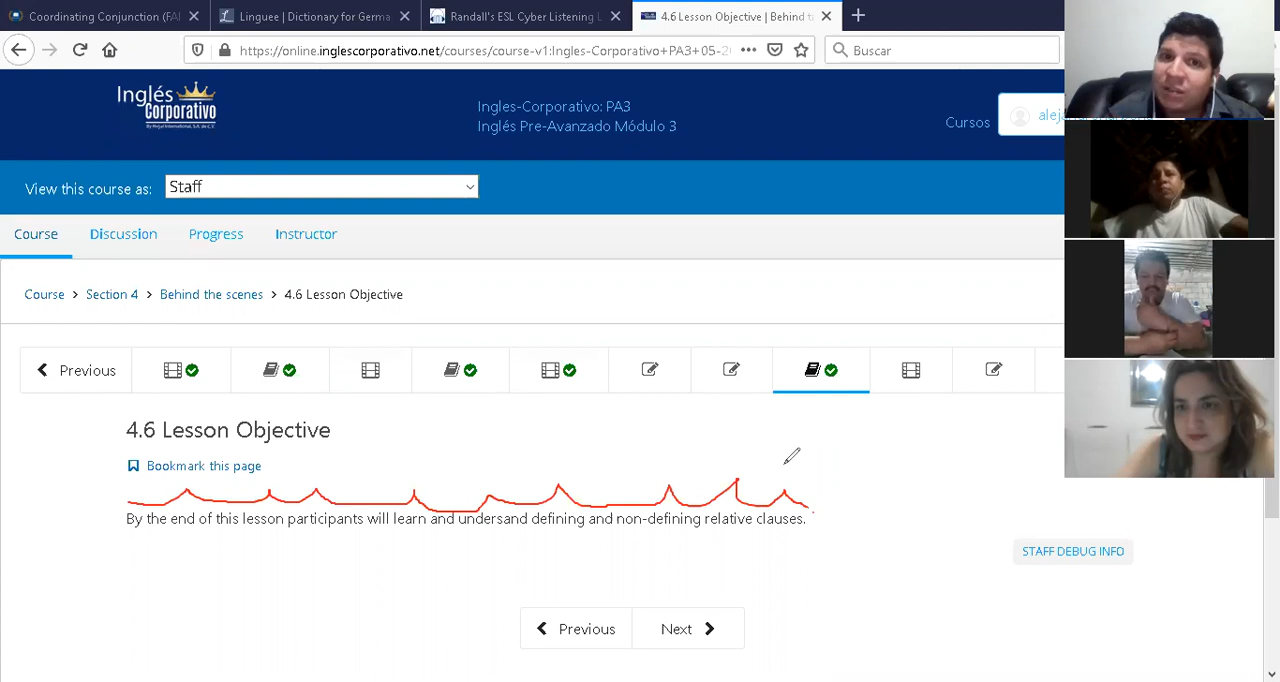 Coordinating Conjunction (FA
Linguee | Dictionary for Germa
Randall's ESL Cyber Listening L
4.6 Lesson Objective | Behind t
https://online.inglescorporativo.net/courses/course-v1:Ingles-Corporativo+PA3+05-2
Buscar
Inglés
Corporativo
Ingles-Corporativo: PA3
Inglés Pre-Avanzado Módulo 3
Cursos
View this course as:
Staff
Course
Discussion
Progress
Instructor
Course > Section 4 > Behind the scenes > 4.6 Lesson Objective
Previous
4.6 Lesson Objective
Bookmark this page
By the end of this lesson participants will learn and undersand defining and non-defining relative clauses.
STAFF DEBUG INFO
Previous
Next